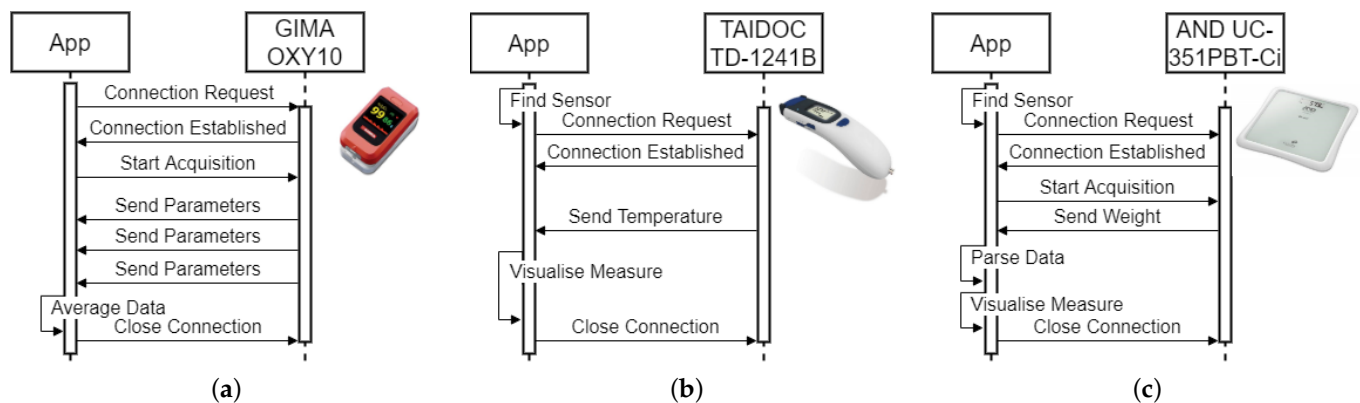 App
GIMA
OXY10
Connection Request
Connection Established
Start Acquisition
Send Parameters
Send Parameters
Send Parameters
Average Data
Close Connection
(a)
App
TAIDOC
TD-1241B
Find Sensor
Connection Request
Connection Established
Send Temperature
Visualise Measure
Close Connection
(b)
App
AND UC-
351PBT-Ci
Find Sensor
Connection Request
Connection Established
Start Acquisition
Send Weight
Parse Data
Visualise Measure
Close Connection
(c)